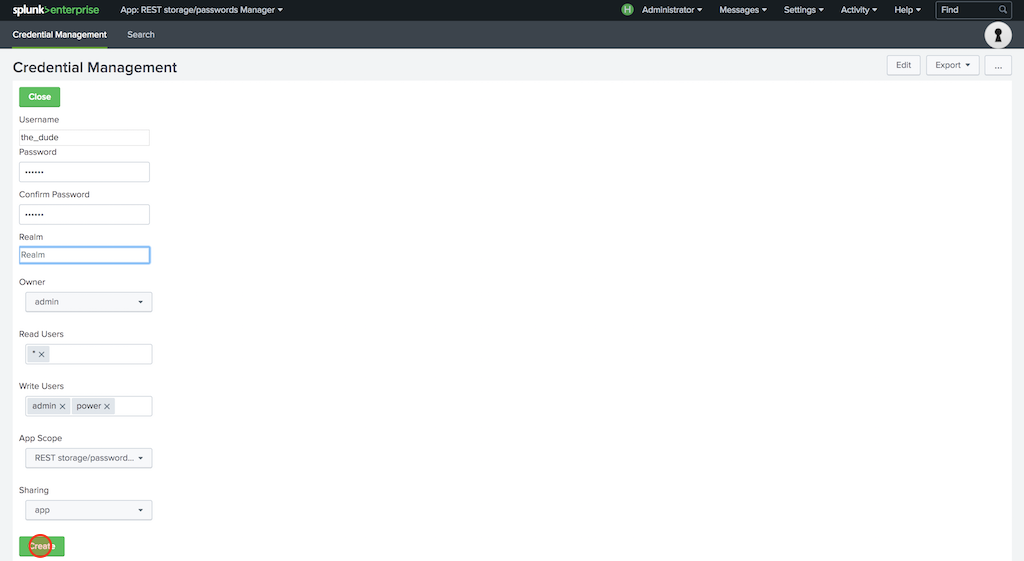 splunk>enterprise App: REST storage/passwords Manager H Administrator Messages Settings Activity Help Find
Credential Management Search
Credential Management Edit Export ...
Close
Username
the_dude
Password
••••••
Confirm Password
••••••
Realm
Realm
Owner
admin
Read Users
*
Write Users
admin power
App Scope
REST storage/password...
Sharing
app
Create